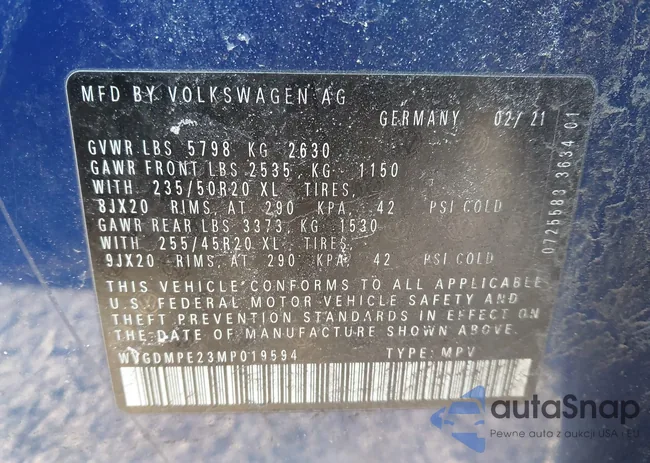 MFD BY VOLKSWAGEN AG
GERMANY 02/21
GVWR LBS 5798 KG 2630
GAWR FRONT LBS 2535, KG 1150
WITH 235/50R20 XL TIRES,
8JX20 RIMS, AT 290 KPA, 42 PSI COLD
GAWR REAR LBS 3373, KG 1530
WITH 255/45R20 XL, TIRES,
9JX20 RIMS, AT 290 KPA, 42 PSI COLD
THIS VEHICLE CONFORMS TO ALL APPLICABLE
U.S. FEDERAL MOTOR VEHICLE SAFETY AND
THEFT PREVENTION STANDARDS IN EFFECT ON
THE DATE OF MANUFACTURE SHOWN ABOVE.
WVGDMPE23MP019594 TYPE: MPV
0725583 3634 01
autoSnap
Pewne auta z aukcji USA - EU